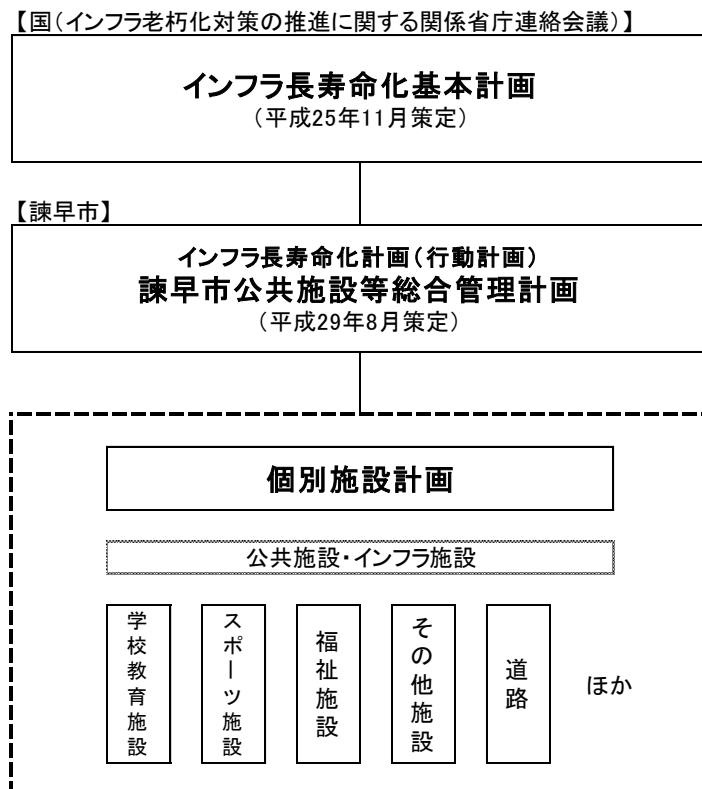 【国（インフラ老朽化対策の推進に関する関係省庁連絡会議）】
インフラ長寿命化基本計画
（平成25年11月策定）
【諫早市】
インフラ長寿命化計画（行動計画）
諫早市公共施設等総合管理計画
（平成29年8月策定）
個別施設計画
公共施設・インフラ施設
学校教育施設
スポーツ施設
福祉施設
その他施設
道路
ほか